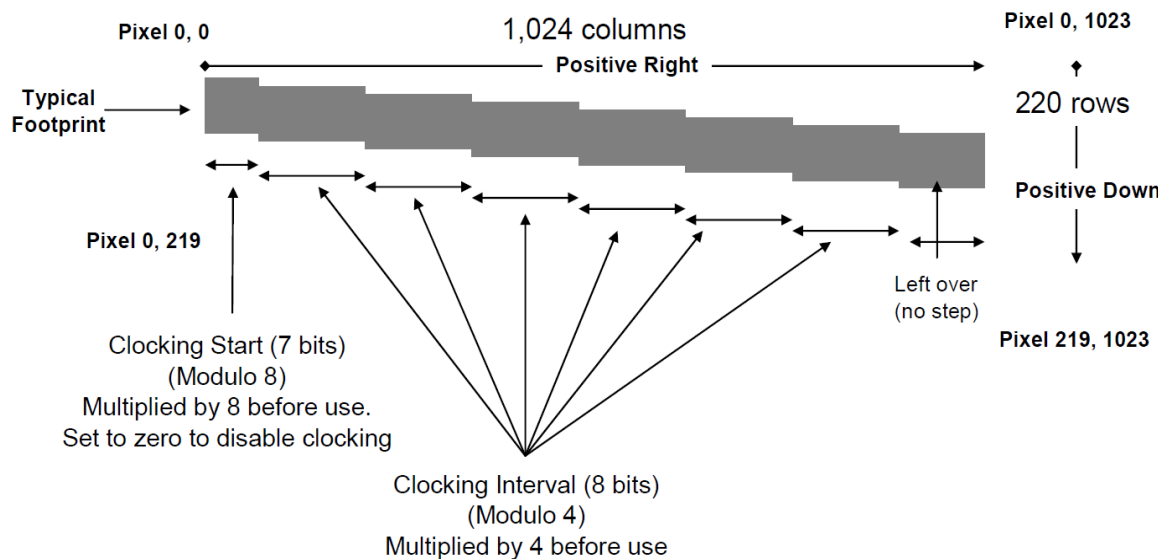 Pixel 0, 0
1,024 columns
Pixel 0, 1023
Positive Right
Typical
Footprint
220 rows
Positive Down
Pixel 0, 219
Left over
(no step)
Pixel 219, 1023
Clocking Start (7 bits)
(Modulo 8)
Multiplied by 8 before use.
Set to zero to disable clocking
Clocking Interval (8 bits)
(Modulo 4)
Multiplied by 4 before use